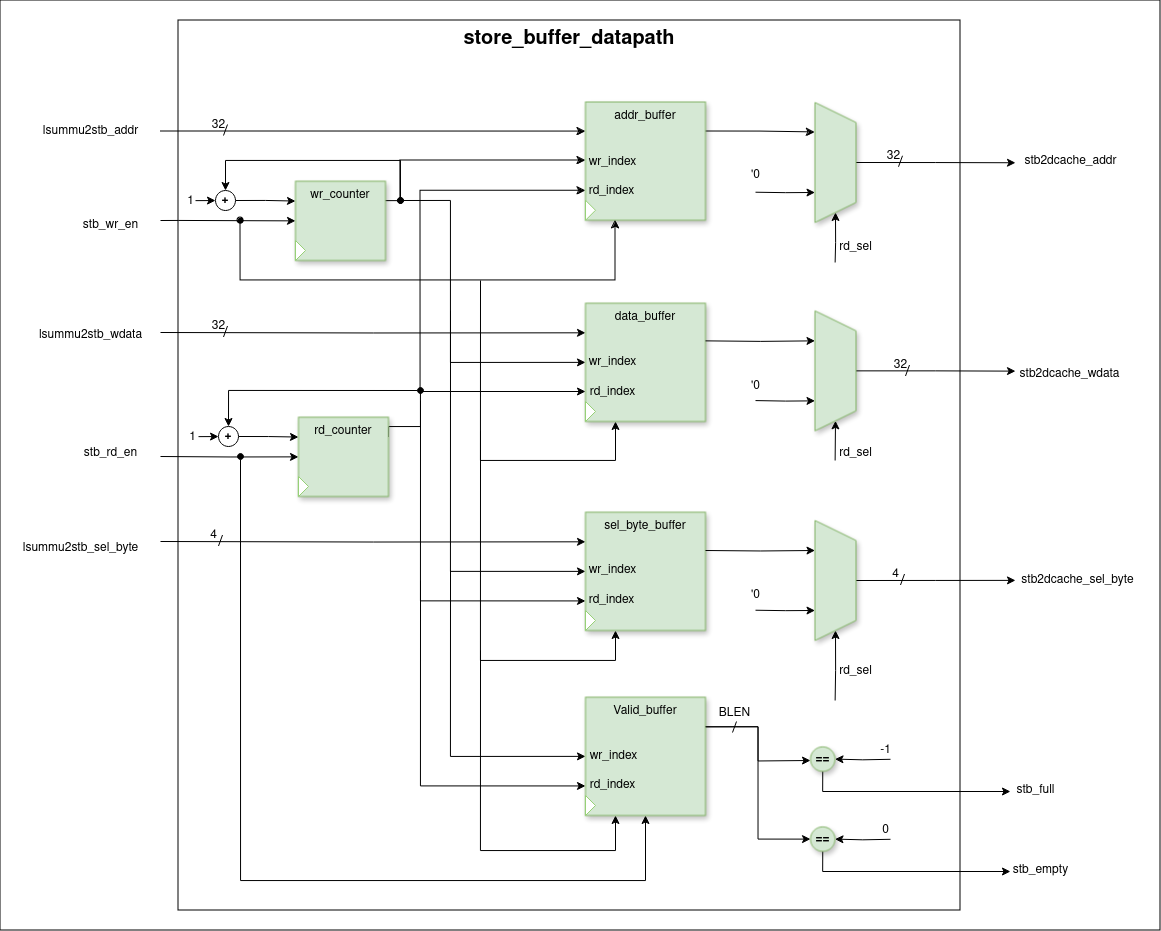 store_buffer_datapath
lsummu2stb_addr
32
addr_buffer
wr_index
rd_index
'0
32
stb2dcache_addr
rd_sel
1
+
wr_counter
stb_wr_en
lsummu2stb_wdata
32
data_buffer
wr_index
rd_index
'0
32
stb2dcache_wdata
rd_sel
1
+
rd_counter
stb_rd_en
lsummu2stb_sel_byte
4
sel_byte_buffer
wr_index
rd_index
'0
4
stb2dcache_sel_byte
rd_sel
Valid_buffer
wr_index
rd_index
BLEN
==
-1
stb_full
==
0
stb_empty